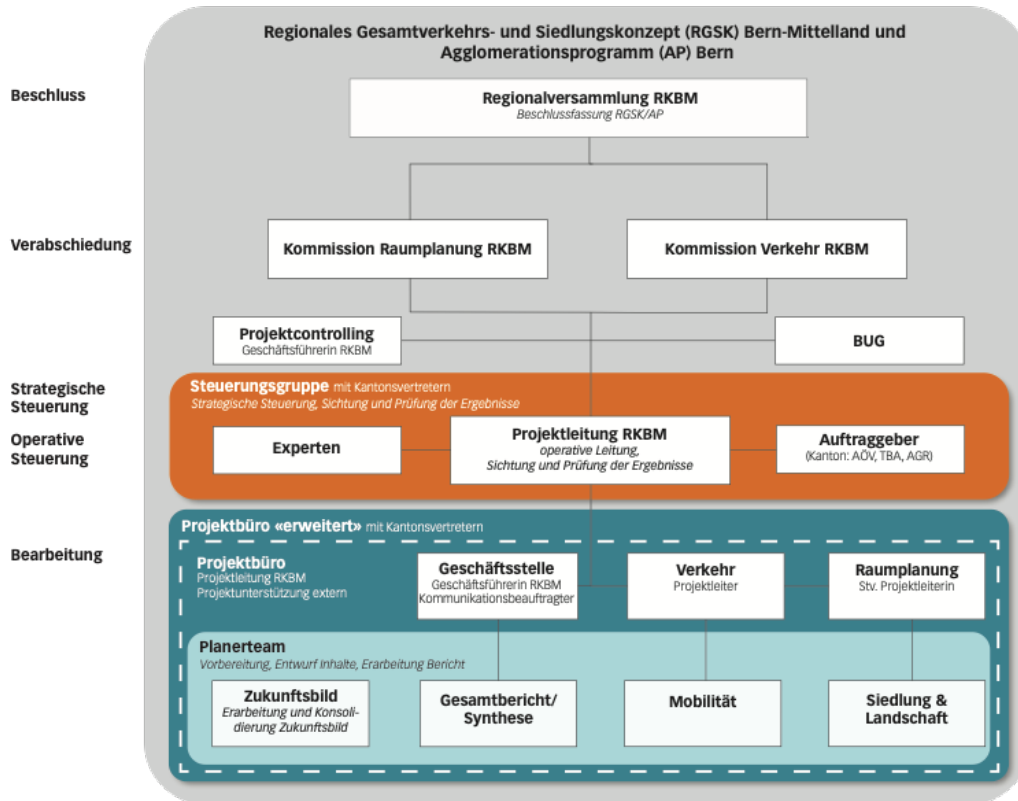 Regionales Gesamtverkehrs- und Siedlungskonzept (RGSK) Bern-Mittelland und
Agglomerationsprogramm (AP) Bern
Beschluss
Regionalversammlung RKBM
Beschlussfassung RGSK/AP
Verabschiedung
Kommission Raumplanung RKBM
Kommission Verkehr RKBM
Projektcontrolling
Geschäftsführerin RKBM
BUG
Strategische
Steuerung
Steuerungsgruppe mit Kantonsvertretern
Strategische Steuerung, Sichtung und Prüfung der Ergebnisse
Operative
Steuerung
Experten
Projektleitung RKBM
operative Leitung,
Sichtung und Prüfung der Ergebnisse
Auftraggeber
(Kanton: AÖV, TBA, AGR)
Projektbüro «erweitert» mit Kantonsvertretern
Bearbeitung
Projektbüro
Projektleitung RKBM
Projektunterstützung extern
Geschäftsstelle
Geschäftsführerin RKBM
Kommunikationsbeauftragter
Verkehr
Projektleiter
Raumplanung
Stv. Projektleiterin
Planerteam
Vorbereitung, Entwurf Inhalte, Erarbeitung Bericht
Zukunftsbild
Erarbeitung und Konsoli-
dierung Zukunftsbild
Gesamtbericht/
Synthese
Mobilität
Siedlung &
Landschaft